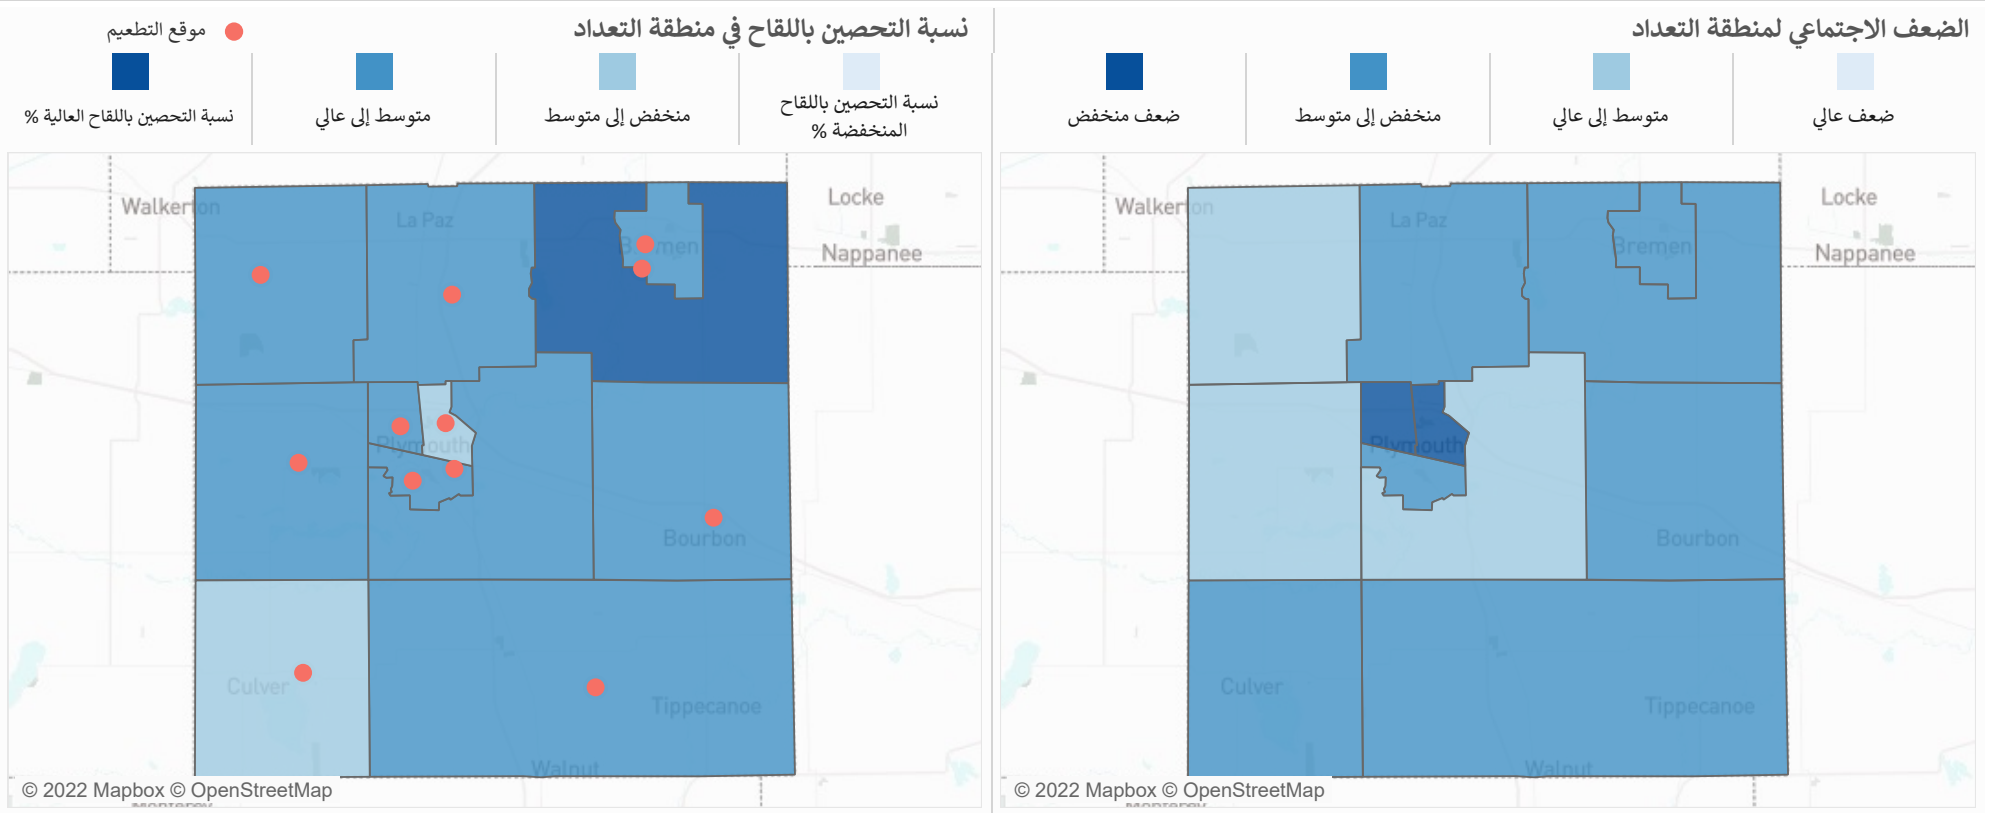 الضعف الاجتماعي لمنطقة التعداد
ضعف عالي
متوسط إلى عالي
منخفض إلى متوسط
ضعف منخفض
نسبة التحصين باللقاح في منطقة التعداد
موقع التطعيم
نسبة التحصين باللقاح
المنخفضة %
منخفض إلى متوسط
متوسط إلى عالي
نسبة التحصين باللقاح العالية %
Walkerton
La Paz
Bremen
Locke
Nappanee
Plymouth
Bourbon
Culver
Tippecanoe
Walnut
Monterey
© 2022 Mapbox © OpenStreetMap
Walkerton
La Paz
Bremen
Locke
Nappanee
Plymouth
Bourbon
Culver
Tippecanoe
Walnut
Monterey
© 2022 Mapbox © OpenStreetMap